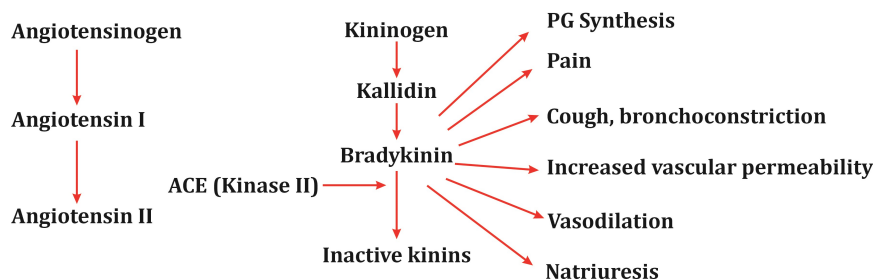 Angiotensinogen
Angiotensin I
Angiotensin II
Kininogen
Kallidin
Bradykinin
ACE (Kinase II)
Inactive kinins
PG Synthesis
Pain
Cough, bronchoconstriction
Increased vascular permeability
Vasodilation
Natriuresis